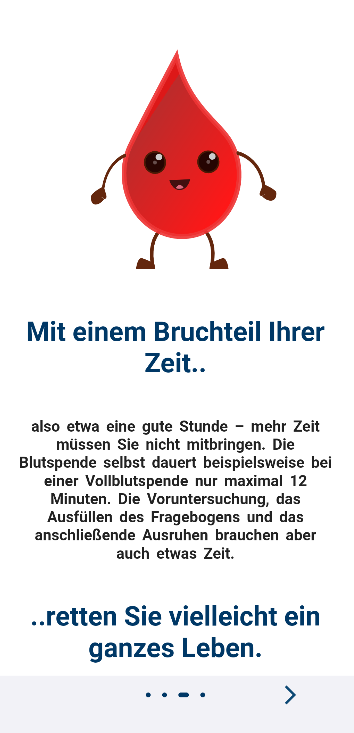 Mit einem Bruchteil Ihrer
Zeit..
also etwa eine gute Stunde – mehr Zeit
müssen Sie nicht mitbringen. Die
Blutspende selbst dauert beispielsweise bei
einer Vollblutspende nur maximal 12
Minuten. Die Voruntersuchung, das
Ausfüllen des Fragebogens und das
anschließende Ausruhen brauchen aber
auch etwas Zeit.
..retten Sie vielleicht ein
ganzes Leben.